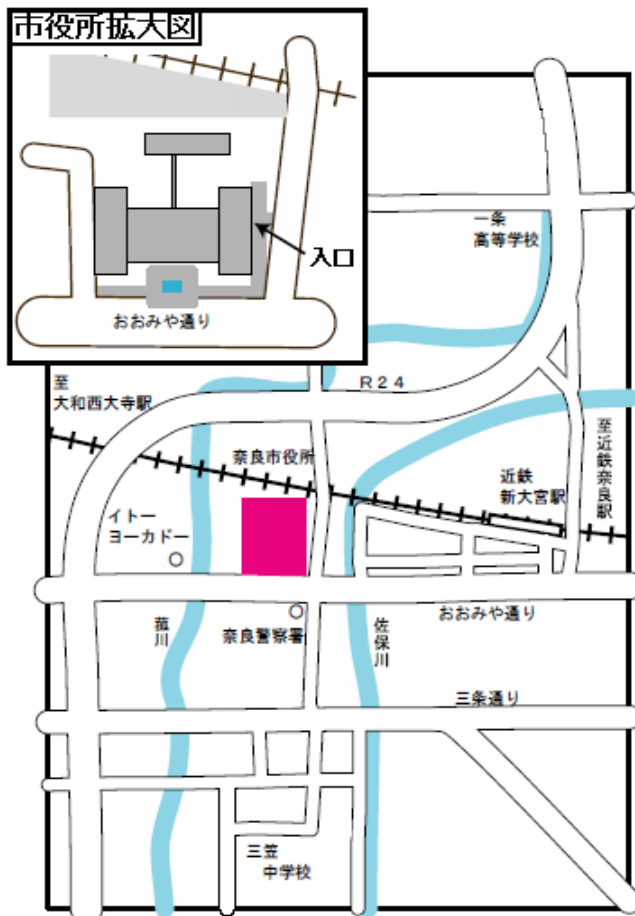 市役所拡大図
入口
おおみや通り
一条
高等学校
R24
至
大和西大寺駅
奈良市役所
近鉄
新大宮駅
至近鉄奈良駅
イトー
ヨーカドー
おおみや通り
菰川
奈良警察署
佐保川
三条通り
三笠
中学校